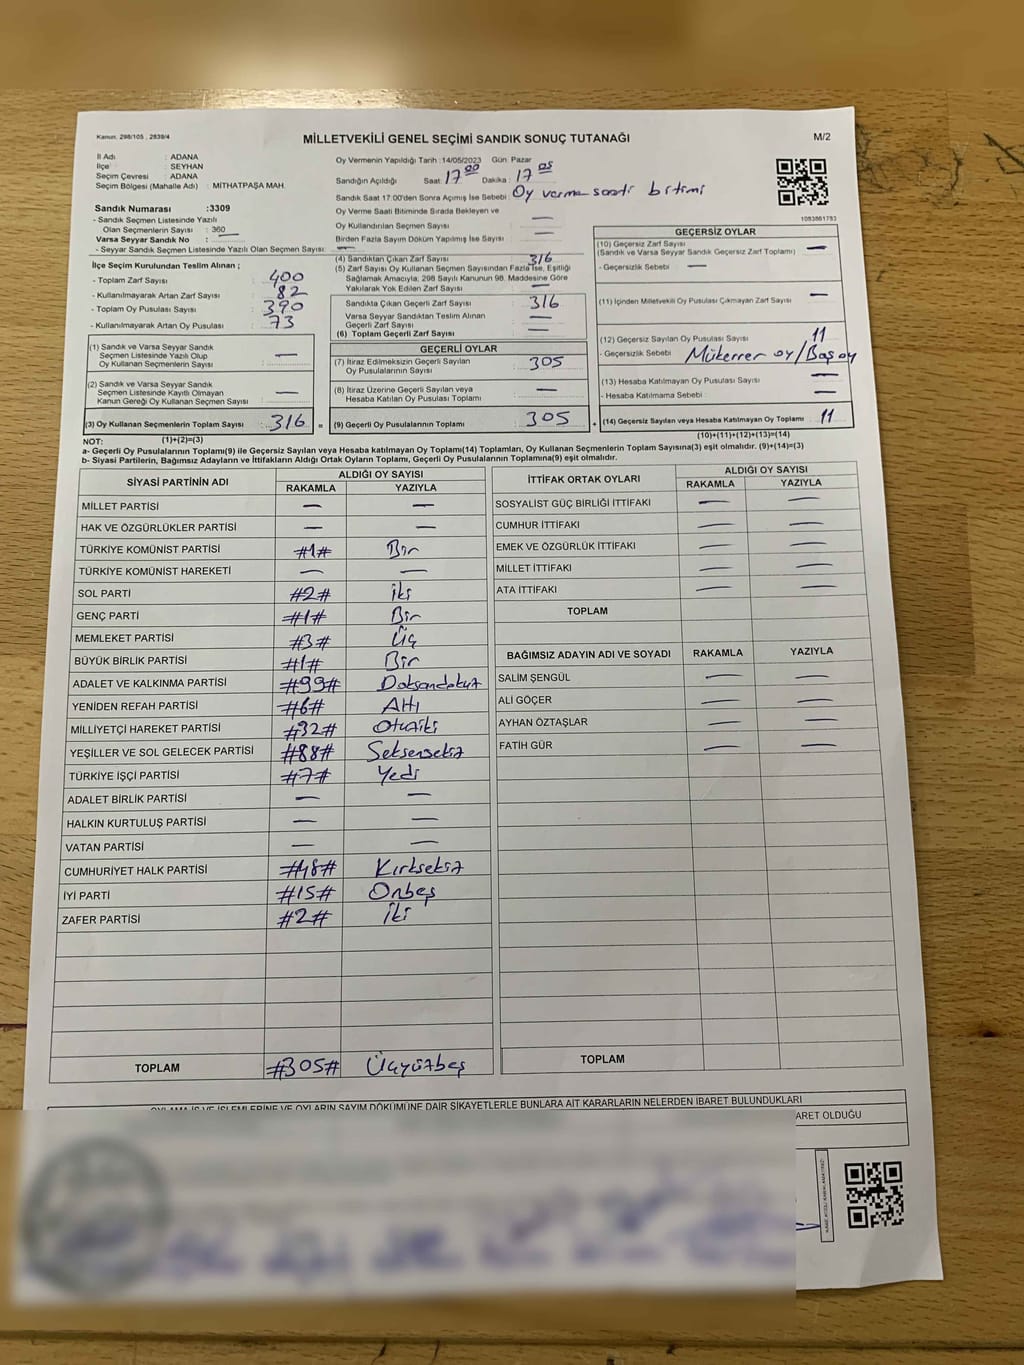 Kanun. 298/105 , 2839/4
MİLLETVEKİLİ GENEL SEÇİMİ SANDIK SONUÇ TUTANAĞI
M/2
İl Adı : ADANA
İlçe : SEYHAN
Seçim Çevresi : ADANA
Seçim Bölgesi (Mahalle Adı) : MİTHATPAŞA MAH.
Sandık Numarası :3309
- Sandık Seçmen Listesinde Yazılı
Olan Seçmenlerin Sayısı : 360
Varsa Seyyar Sandık No : —
- Seyyar Sandık Seçmen Listesinde Yazılı Olan Seçmen Sayısı: —
İlçe Seçim Kurulundan Teslim Alınan ;
- Toplam Zarf Sayısı : 400
- Kullanılmayarak Artan Zarf Sayısı : 82
- Toplam Oy Pusulası Sayısı : 390
- Kullanılmayarak Artan Oy Pusulası : 73
(1) Sandık ve Varsa Seyyar Sandık
Seçmen Listesinde Yazılı Olup
Oy Kullanan Seçmenlerin Sayısı : —
(2) Sandık ve Varsa Seyyar Sandık
Seçmen Listesinde Kayıtlı Olmayan
Kanun Gereği Oy Kullanan Seçmen Sayısı : —
(3) Oy Kullanan Seçmenlerin Toplam Sayısı : 316 =
Oy Vermenin Yapıldığı Tarih :14/05/2023 Gün: Pazar
Sandığın Açıldığı Saat: 17 00 Dakika : 17 05
Sandık Saat 17:00'den Sonra Açımış İse Sebebi : Oy verme saati bitimi
Oy Verme Saati Bitiminde Sırada Bekleyen ve
Oy Kullandırılan Seçmen Sayısı : —
Birden Fazla Sayım Döküm Yapılmış İse Sayısı : —
(4) Sandıktan Çıkan Zarf Sayısı : 316
(5) Zarf Sayısı Oy Kullanan Seçmen Sayısından Fazla İse, Eşitliği
Sağlamak Amacıyla; 298 Sayılı Kanunun 98. Maddesine Göre
Yakılarak Yok Edilen Zarf Sayısı : —
Sandıkta Çıkan Geçerli Zarf Sayısı : 316
Varsa Seyyar Sandıktan Teslim Alınan
Geçerli Zarf Sayısı : —
(6) Toplam Geçerli Zarf Sayısı : —
GEÇERLİ OYLAR
(7) İtiraz Edilmeksizin Geçerli Sayılan
Oy Pusulalarının Sayısı : 305
(8) İtiraz Üzerine Geçerli Sayılan veya
Hesaba Katılan Oy Pusulası Toplamı : —
(9) Geçerli Oy Pusulalarının Toplamı : 305 +
1093861793
GEÇERSİZ OYLAR
(10) Geçersiz Zarf Sayısı
(Sandık ve Varsa Seyyar Sandık Geçersiz Zarf Toplamı) : —
- Geçersizlik Sebebi : —
(11) İçinden Milletvekili Oy Pusulası Çıkmayan Zarf Sayısı : —
(12) Geçersiz Sayılan Oy Pusulası Sayısı : 11
- Geçersizlik Sebebi : Mükerrer oy/Boş oy
(13) Hesaba Katılmayan Oy Pusulası Sayısı : —
- Hesaba Katılmama Sebebi : —
(14) Geçersiz Sayılan veya Hesaba Katılmayan Oy Toplamı : 11
NOT: (1)+(2)=(3)
(10)+(11)+(12)+(13)=(14)
a- Geçerli Oy Pusulalarının Toplamı(9) ile Geçersiz Sayılan veya Hesaba Katılmayan Oy Toplamı(14) Toplamları, Oy Kullanan Seçmenlerin Toplam Sayısına(3) eşit olmalıdır. (9)+(14)=(3)
b- Siyasi Partilerin, Bağımsız Adayların ve İttifakların Aldığı Ortak Oyların Toplamı, Geçerli Oy Pusulalarının Toplamına(9) eşit olmalıdır.
SİYASİ PARTİNİN ADI ALDIĞI OY SAYISI
RAKAMLA YAZIYLA
MİLLET PARTİSİ — —
HAK VE ÖZGÜRLÜKLER PARTİSİ — —
TÜRKİYE KOMÜNİST PARTİSİ #1# Bir
TÜRKİYE KOMÜNİST HAREKETİ — —
SOL PARTİ #2# İki
GENÇ PARTİ #1# Bir
MEMLEKET PARTİSİ #3# Üç
BÜYÜK BİRLİK PARTİSİ #1# Bir
ADALET VE KALKINMA PARTİSİ #99# Doksandokuz
YENİDEN REFAH PARTİSİ #6# Altı
MİLLİYETÇİ HAREKET PARTİSİ #32# Otuziki
YEŞİLLER VE SOL GELECEK PARTİSİ #88# Seksensekiz
TÜRKİYE İŞÇİ PARTİSİ #7# Yedi
ADALET BİRLİK PARTİSİ — —
HALKIN KURTULUŞ PARTİSİ — —
VATAN PARTİSİ — —
CUMHURİYET HALK PARTİSİ #48# Kırksekiz
İYİ PARTİ #15# Onbeş
ZAFER PARTİSİ #2# İki
TOPLAM #305# Üçyüzbeş
İTTİFAK ORTAK OYLARI ALDIĞI OY SAYISI
RAKAMLA YAZIYLA
SOSYALİST GÜÇ BİRLİĞİ İTTİFAKI — —
CUMHUR İTTİFAKI — —
EMEK VE ÖZGÜRLÜK İTTİFAKI — —
MİLLET İTTİFAKI — —
ATA İTTİFAKI — —
TOPLAM
BAĞIMSIZ ADAYIN ADI VE SOYADI RAKAMLA YAZIYLA
SALİM ŞENGÜL — —
ALİ GÖÇER — —
AYHAN ÖZTAŞLAR — —
FATİH GÜR — —
TOPLAM
OYLAMA İŞ VE İŞLEMLERİNE VE OYLARIN SAYIM DÖKÜMÜNE DAİR ŞİKAYETLERLE BUNLARA AİT KARARLARIN NELERDEN İBARET BULUNDUKLARI
ARET OLDUĞU